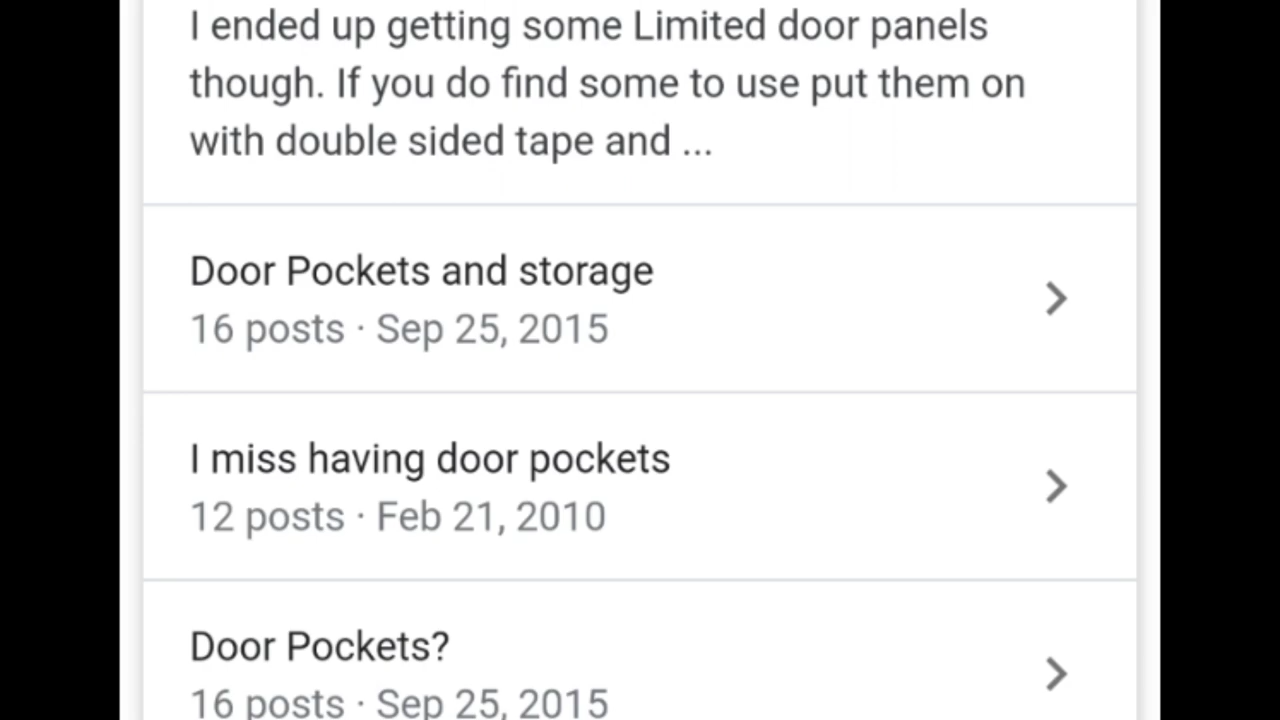 I ended up getting some Limited door panels
though. If you do find some to use put them on
with double sided tape and ...
Door Pockets and storage
16 posts · Sep 25, 2015
I miss having door pockets
12 posts · Feb 21, 2010
Door Pockets?
16 posts · Sep 25, 2015